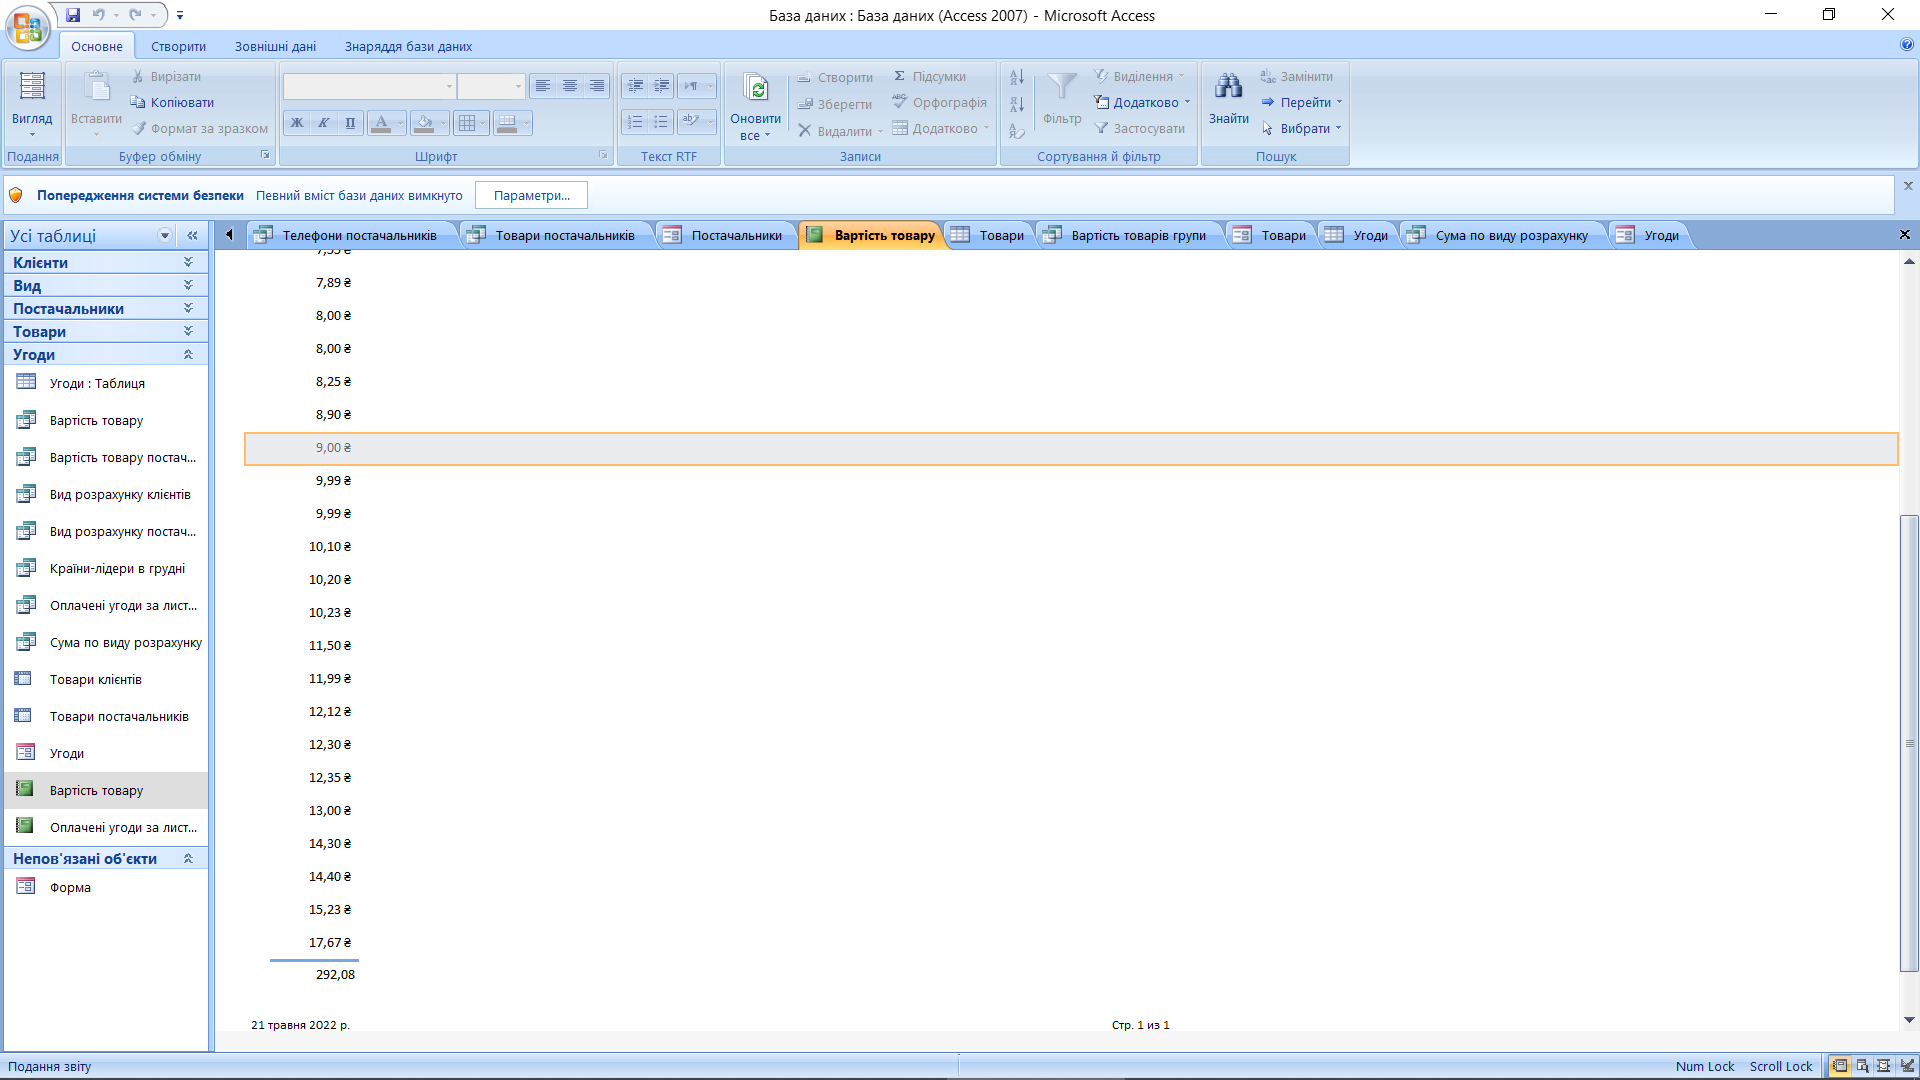 База даних : База даних (Access 2007) - Microsoft Access
Основне Створити Зовнішні дані Знаряддя бази даних
Вигляд
Подання
Вставити
Вирізати
Копіювати
Формат за зразком
Буфер обміну
Ж К П
Шрифт
Текст RTF
Оновити
все
Створити
Зберегти
Видалити
Підсумки
Орфографія
Додатково
Записи
Фільтр
Виділення
Додатково
Застосувати
Сортування й фільтр
Знайти
Замінити
Перейти
Вибрати
Пошук
Попередження системи безпеки Певний вміст бази даних вимкнуто Параметри...
Усі таблиці
Клієнти
Вид
Постачальники
Товари
Угоди
Угоди : Таблиця
Вартість товару
Вартість товару постач...
Вид розрахунку клієнтів
Вид розрахунку постач...
Країни-лідери в грудні
Оплачені угоди за лист...
Сума по виду розрахунку
Товари клієнтів
Товари постачальників
Угоди
Вартість товару
Оплачені угоди за лист...
Непов'язані об'єкти
Форма
Телефони постачальників Товари постачальників Постачальники Вартість товару Товари Вартість товарів групи Товари Угоди Сума по виду розрахунку Угоди
7,89 ₴
8,00 ₴
8,00 ₴
8,25 ₴
8,90 ₴
9,00 ₴
9,99 ₴
9,99 ₴
10,10 ₴
10,20 ₴
10,23 ₴
11,50 ₴
11,99 ₴
12,12 ₴
12,30 ₴
12,35 ₴
13,00 ₴
14,30 ₴
14,40 ₴
15,23 ₴
17,67 ₴
292,08
21 травня 2022 р. Стр. 1 из 1
Подання звіту Num Lock Scroll Lock